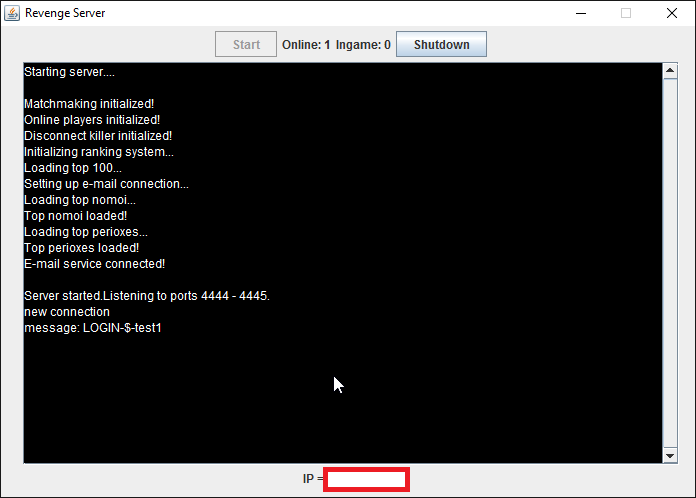 Revenge Server
Start Online: 1 Ingame: 0 Shutdown
Starting server....
Matchmaking initialized!
Online players initialized!
Disconnect killer initialized!
Initializing ranking system...
Loading top 100...
Setting up e-mail connection...
Loading top nomoi...
Top nomoi loaded!
Loading top perioxes...
Top perioxes loaded!
E-mail service connected!
Server started.Listening to ports 4444 - 4445.
new connection
message: LOGIN-$-test1
IP =